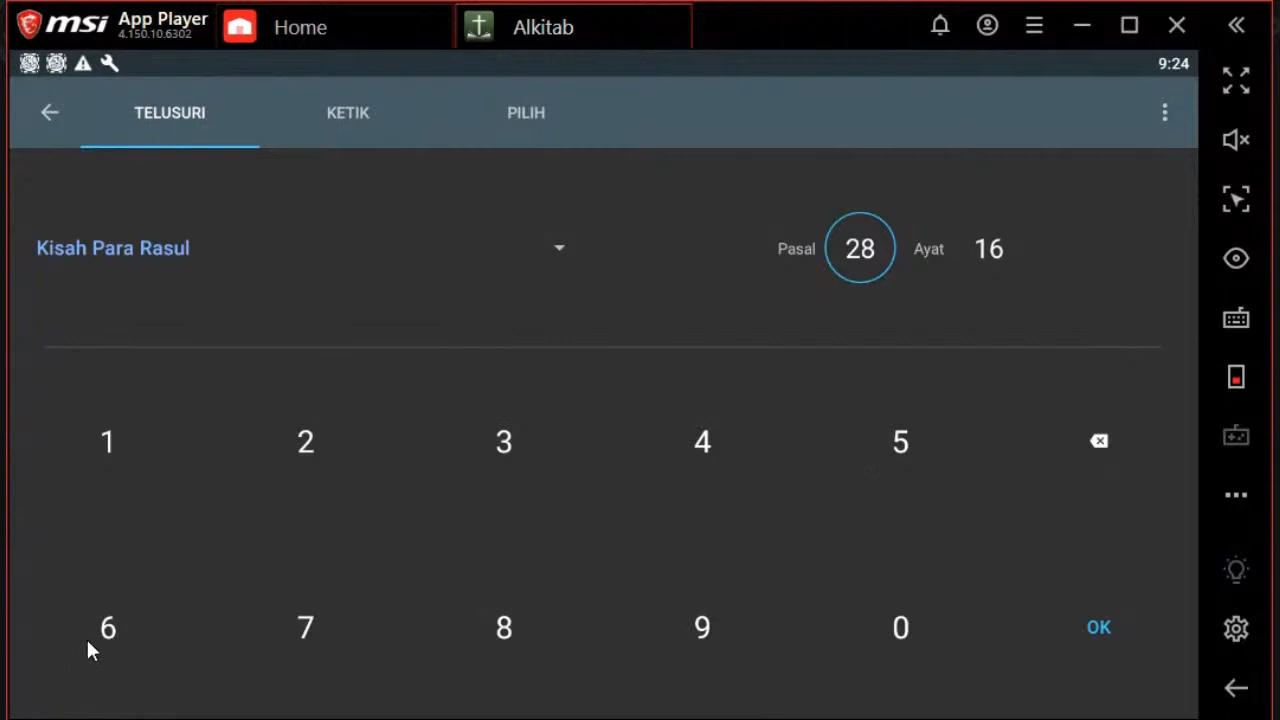 msi App Player
4.150.10.6302
Home
Alkitab
9:24
TELUSURI KETIK PILIH
Kisah Para Rasul Pasal 28 Ayat 16
1 2 3 4 5
6 7 8 9 0 OK